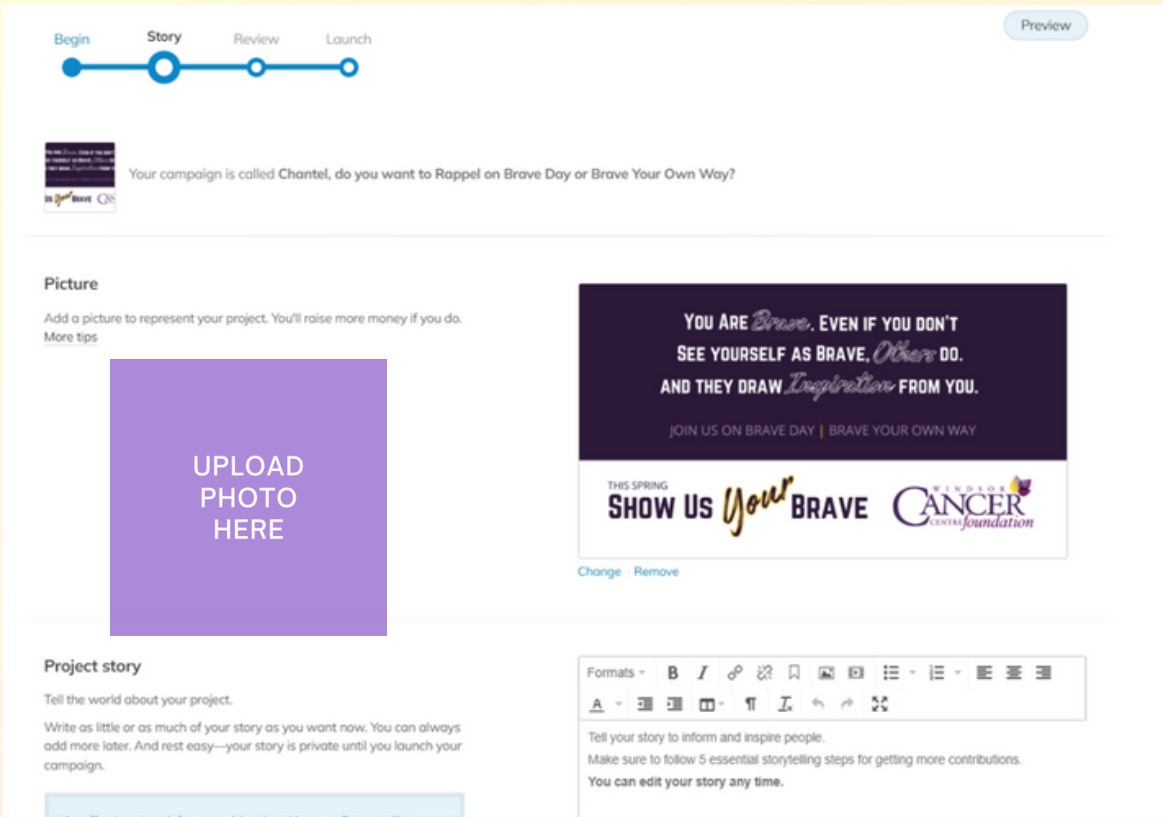 Begin
Story
Review
Launch
Preview
Your campaign is called Chantel, do you want to Rappel on Brave Day or Brave Your Own Way?
Picture
Add a picture to represent your project. You'll raise more money if you do.
More tips
UPLOAD
PHOTO
HERE
YOU ARE Brave. EVEN IF YOU DON'T
SEE YOURSELF AS BRAVE, Others DO.
AND THEY DRAW Inspiration FROM YOU.
JOIN US ON BRAVE DAY | BRAVE YOUR OWN WAY
THIS SPRING
SHOW US Your BRAVE
WINDSOR
CANCER
CENTRE foundation
Change · Remove
Project story
Tell the world about your project.
Write as little or as much of your story as you want now. You can always
add more later. And rest easy—your story is private until you launch your
campaign.
Formats
Tell your story to inform and inspire people.
Make sure to follow 5 essential storytelling steps for getting more contributions.
You can edit your story any time.